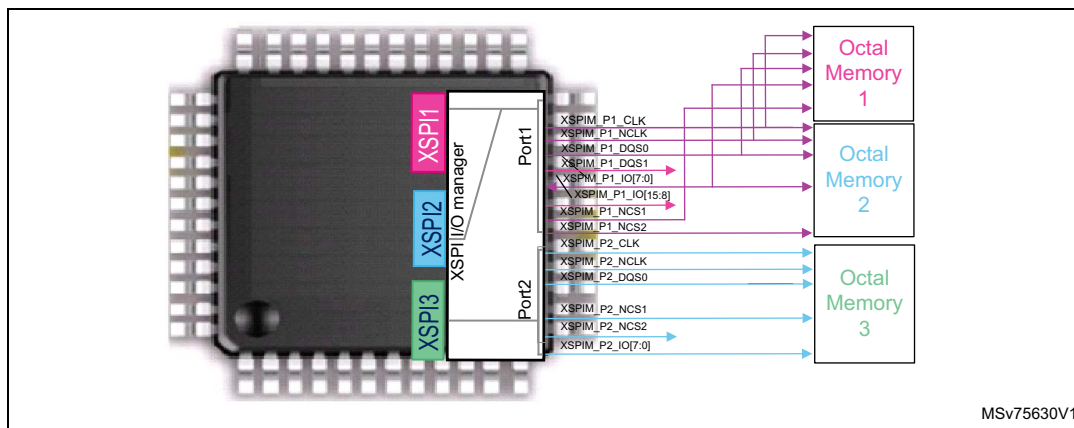 XSPI1
XSPI2
XSPI3
XSPI I/O manager
Port1
Port2
XSPIM_P1_CLK
XSPIM_P1_NCLK
XSPIM_P1_DQS0
XSPIM_P1_DQS1
XSPIM_P1_IO[7:0]
XSPIM_P1_IO[15:8]
XSPIM_P1_NCS1
XSPIM_P1_NCS2
XSPIM_P2_CLK
XSPIM_P2_NCLK
XSPIM_P2_DQS0
XSPIM_P2_NCS1
XSPIM_P2_NCS2
XSPIM_P2_IO[7:0]
Octal
Memory
1
Octal
Memory
2
Octal
Memory
3
MSv75630V1